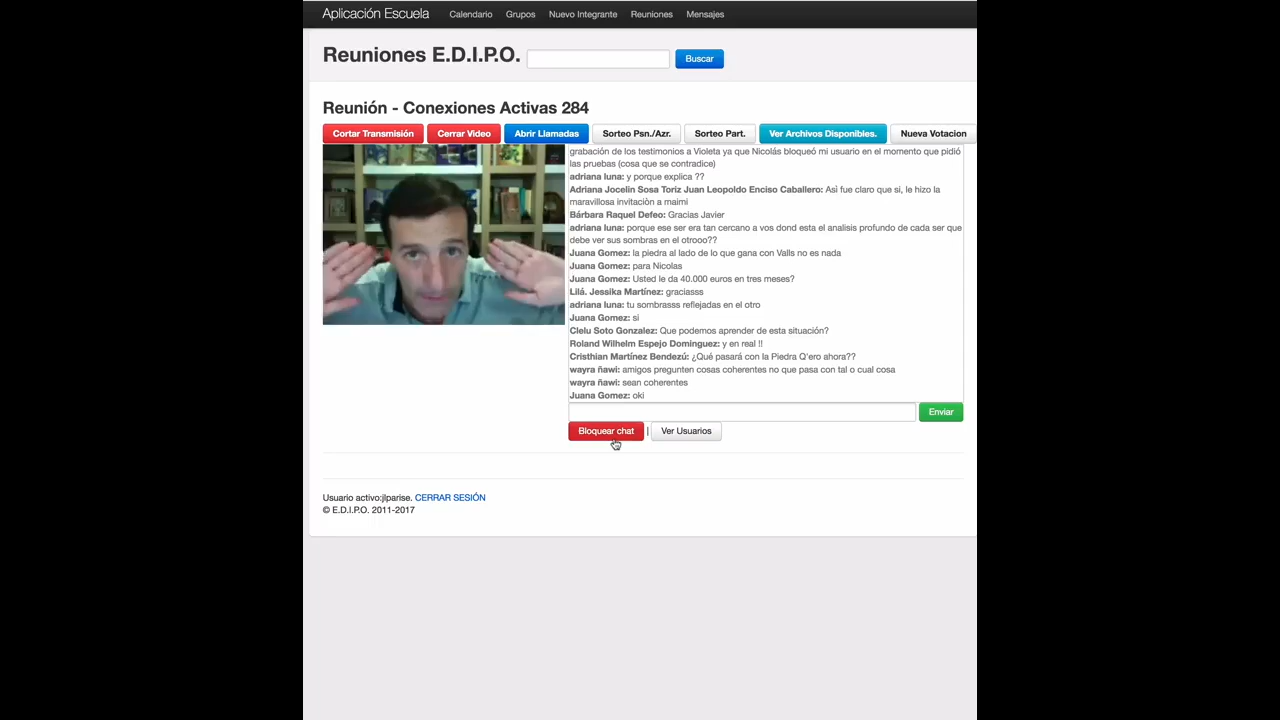 Aplicación Escuela
Calendario
Grupos
Nuevo Integrante
Reuniones
Mensajes
Reuniones E.D.I.P.O.
Buscar
Reunión - Conexiones Activas 284
Cortar Transmisión
Cerrar Video
Abrir Llamadas
Sorteo Psn./Azr.
Sorteo Part.
Ver Archivos Disponibles.
Nueva Votacion
grabación de los testimonios a Violeta ya que Nicolás bloqueó mi usuario en el momento que pidió
las pruebas (cosa que se contradice)
adriana luna: y porque explica ??
Adriana Jocelin Sosa Toríz Juan Leopoldo Enciso Caballero: Asì fue claro que si, le hizo la
maravillosa invitaciòn a maimi
Bárbara Raquel Defeo: Gracias Javier
adriana luna: porque ese ser era tan cercano a vos dond esta el analisis profundo de cada ser que
debe ver sus sombras en el otrooo??
Juana Gomez: la piedra al lado de lo que gana con Valls no es nada
Juana Gomez: para Nicolas
Juana Gomez: Usted le da 40.000 euros en tres meses?
Lilá. Jessika Martínez: graciasss
adriana luna: tu sombrasss reflejadas en el otro
Juana Gomez: si
Clelu Soto Gonzalez: Que podemos aprender de esta situación?
Roland Wilhelm Espejo Dominguez: y en real !!
Cristhian Martínez Bendezú: ¿Qué pasará con la Piedra Q'ero ahora??
wayra ñawi: amigos pregunten cosas coherentes no que pasa con tal o cual cosa
wayra ñawi: sean coherentes
Juana Gomez: oki
Enviar
Bloquear chat | Ver Usuarios
Usuario activo:jlparise. CERRAR SESIÓN
© E.D.I.P.O. 2011-2017